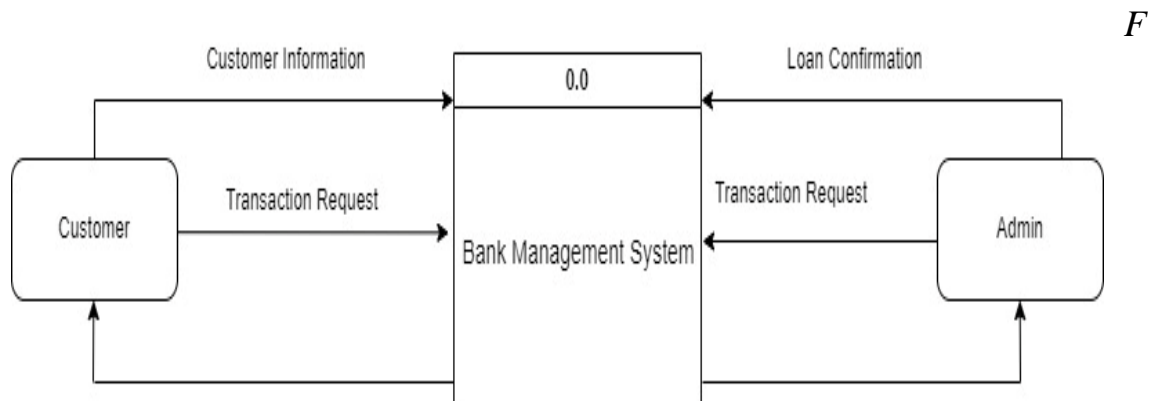 F
Customer Information
Loan Confirmation
0.0
Transaction Request
Transaction Request
Customer
Admin
Bank Management System